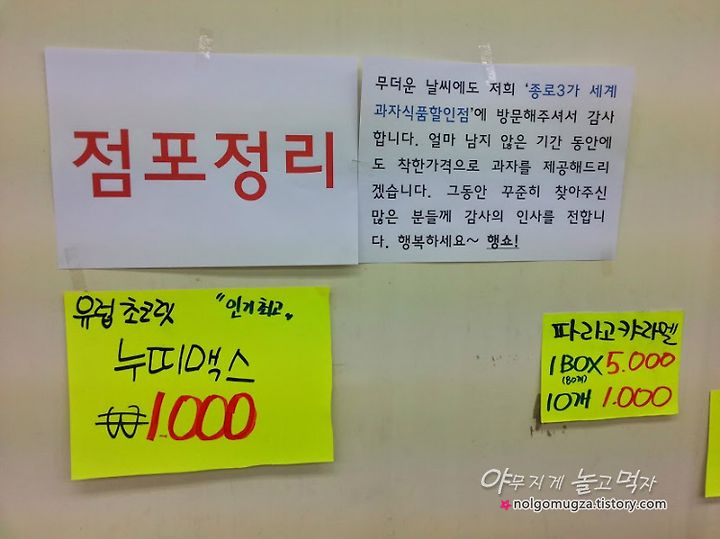 점포정리
무더운 날씨에도 저희 '종로3가 세계
과자식품할인점'에 방문해주셔서 감사
합니다. 얼마 남지 않은 기간 동안에
도 착한가격으로 과자를 제공해드리
겠습니다. 그동안 꾸준히 찾아주신
많은 분들께 감사의 인사를 전합니
다. 행복하세요~ 행쇼!
유럽 초코렛 "인기최고"
누띠맥스
₩1.000
파리고캬라멜
1BOX 5.000
(80개)
10개 1.000
야무지게 놀고먹자
nolgomugza.tistory.com